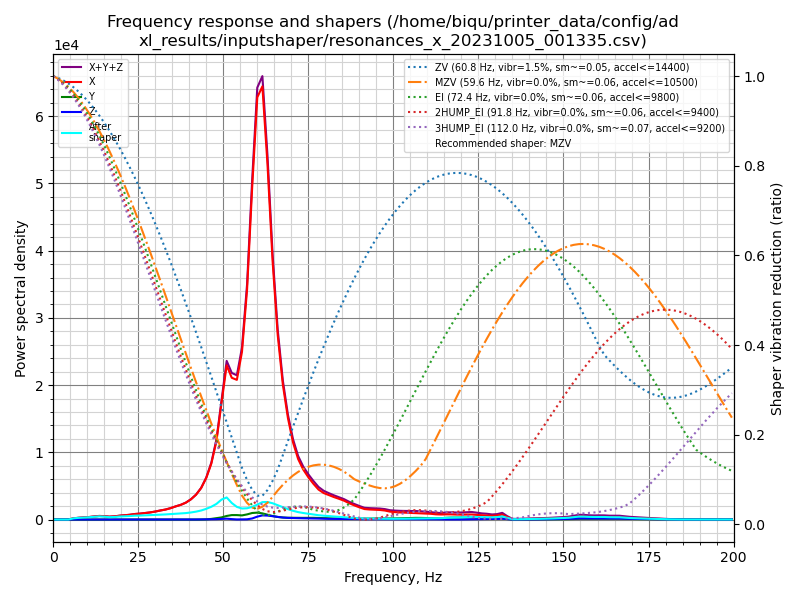 Frequency response and shapers (/home/biqu/printer_data/config/ad
xl_results/inputshaper/resonances_x_20231005_001335.csv)
1e4
X+Y+Z
X
Y
Z
After
shaper
ZV (60.8 Hz, vibr=1.5%, sm~=0.05, accel<=14400)
MZV (59.6 Hz, vibr=0.0%, sm~=0.06, accel<=10500)
EI (72.4 Hz, vibr=0.0%, sm~=0.06, accel<=9800)
2HUMP_EI (91.8 Hz, vibr=0.0%, sm~=0.06, accel<=9400)
3HUMP_EI (112.0 Hz, vibr=0.0%, sm~=0.07, accel<=9200)
Recommended shaper: MZV
Power spectral density
6
5
4
3
2
1
0
1.0
0.8
0.6
0.4
0.2
0.0
Shaper vibration reduction (ratio)
0 25 50 75 100 125 150 175 200
Frequency, Hz